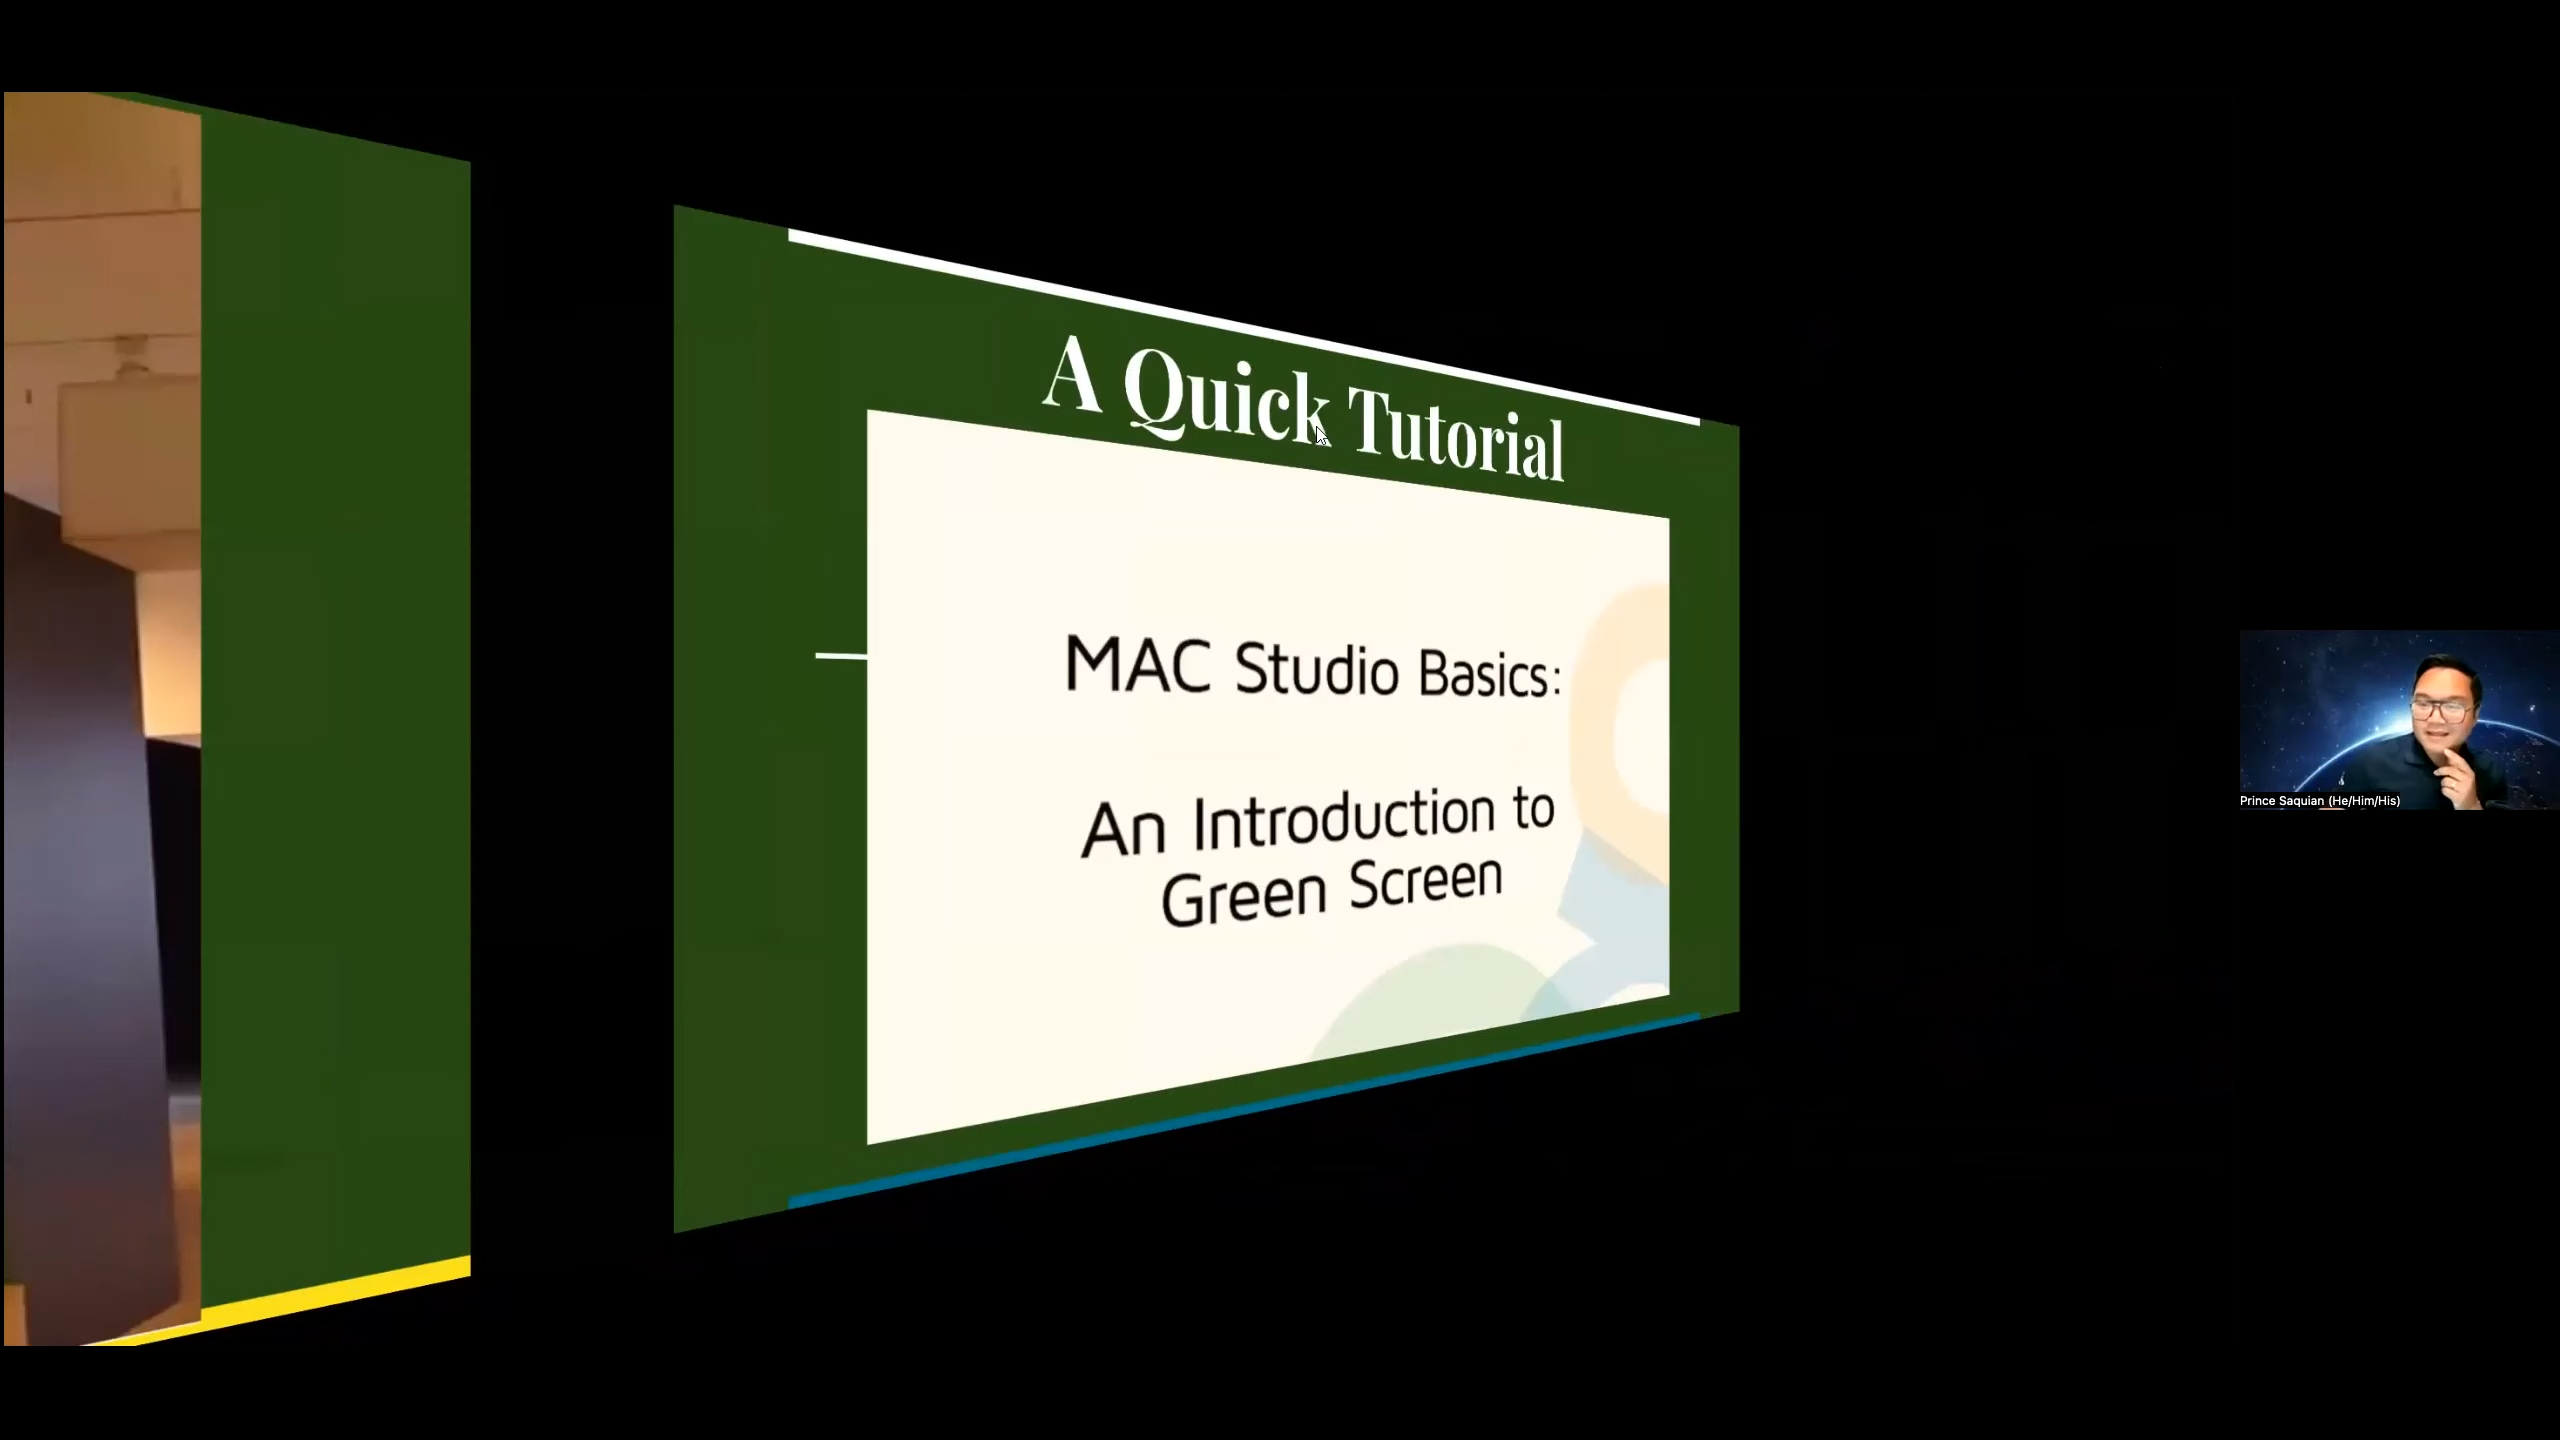 A Quick Tutorial
MAC Studio Basics:
An Introduction to
Green Screen
Prince Saquian (He/Him/His)